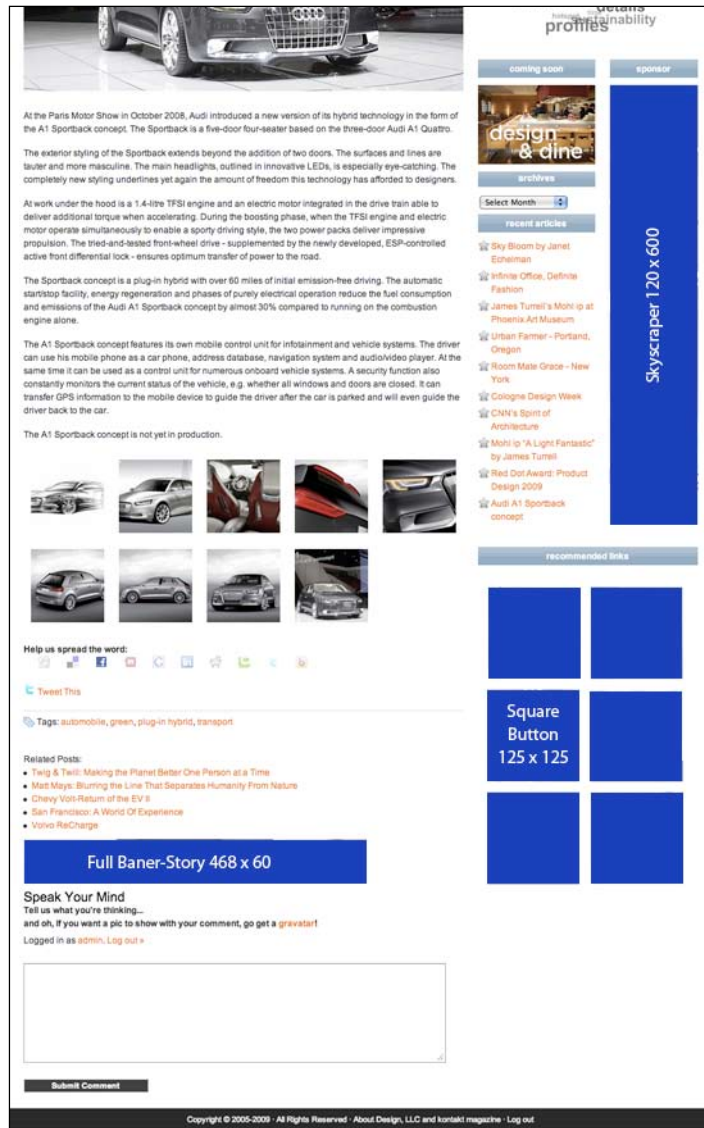 details
sustainability
profiles
At the Paris Motor Show in October 2008, Audi introduced a new version of its hybrid technology in the form of
the A1 Sportback concept. The Sportback is a five-door four-seater based on the three-door Audi A1 Quattro.
The exterior styling of the Sportback extends beyond the addition of two doors. The surfaces and lines are
tauter and more masculine. The main headlights, outlined in innovative LEDs, is especially eye-catching. The
completely new styling underlines yet again the amount of freedom this technology has afforded to designers.
At work under the hood is a 1.4-litre TFSI engine and an electric motor integrated in the drive train able to
deliver additional torque when accelerating. During the boosting phase, when the TFSI engine and electric
motor operate simultaneously to enable a sporty driving style, the two power packs deliver impressive
propulsion. The tried-and-tested front-wheel drive - supplemented by the newly developed, ESP-controlled
active front differential lock - ensures optimum transfer of power to the road.
The Sportback concept is a plug-in hybrid with over 60 miles of initial emission-free driving. The automatic
start/stop facility, energy regeneration and phases of purely electrical operation reduce the fuel consumption
and emissions of the Audi A1 Sportback concept by almost 30% compared to running on the combustion
engine alone.
The A1 Sportback concept features its own mobile control unit for infotainment and vehicle systems. The driver
can use his mobile phone as a car phone, address database, navigation system and audio/video player. At the
same time it can be used as a control unit for numerous onboard vehicle systems. A security function also
constantly monitors the current status of the vehicle, e.g. whether all windows and doors are closed. It can
transfer GPS information to the mobile device to guide the driver after the car is parked and will even guide the
driver back to the car.
The A1 Sportback concept is not yet in production.
Help us spread the word:
Tweet This
Tags: automobile, green, plug-in hybrid, transport
Related Posts:
Twig & Twill: Making the Planet Better One Person at a Time
Matt Mays: Blurring the Line That Separates Humanity From Nature
Chevy Volt-Return of the EV II
San Francisco: A World Of Experience
Volvo ReCharge
Full Baner-Story 468 x 60
Speak Your Mind
Tell us what you're thinking...
and oh, if you want a pic to show with your comment, go get a gravatar!
Logged in as admin. Log out »
Submit Comment
coming soon
design
& dine
archives
Select Month
recent articles
Sky Bloom by Janet
Echelman
Infinite Office, Definite
Fashion
James Turrell's Mohl ip at
Phoenix Art Museum
Urban Farmer - Portland,
Oregon
Room Mate Grace - New
York
Cologne Design Week
CNN's Spirit of
Architecture
Mohl ip "A Light Fantastic"
by James Turrell
Red Dot Award: Product
Design 2009
Audi A1 Sportback
concept
sponsor
Skyscraper 120 x 600
recommended links
Square
Button
125 x 125
Copyright © 2005-2009 · All Rights Reserved · About Design, LLC and kontakt magazine · Log out